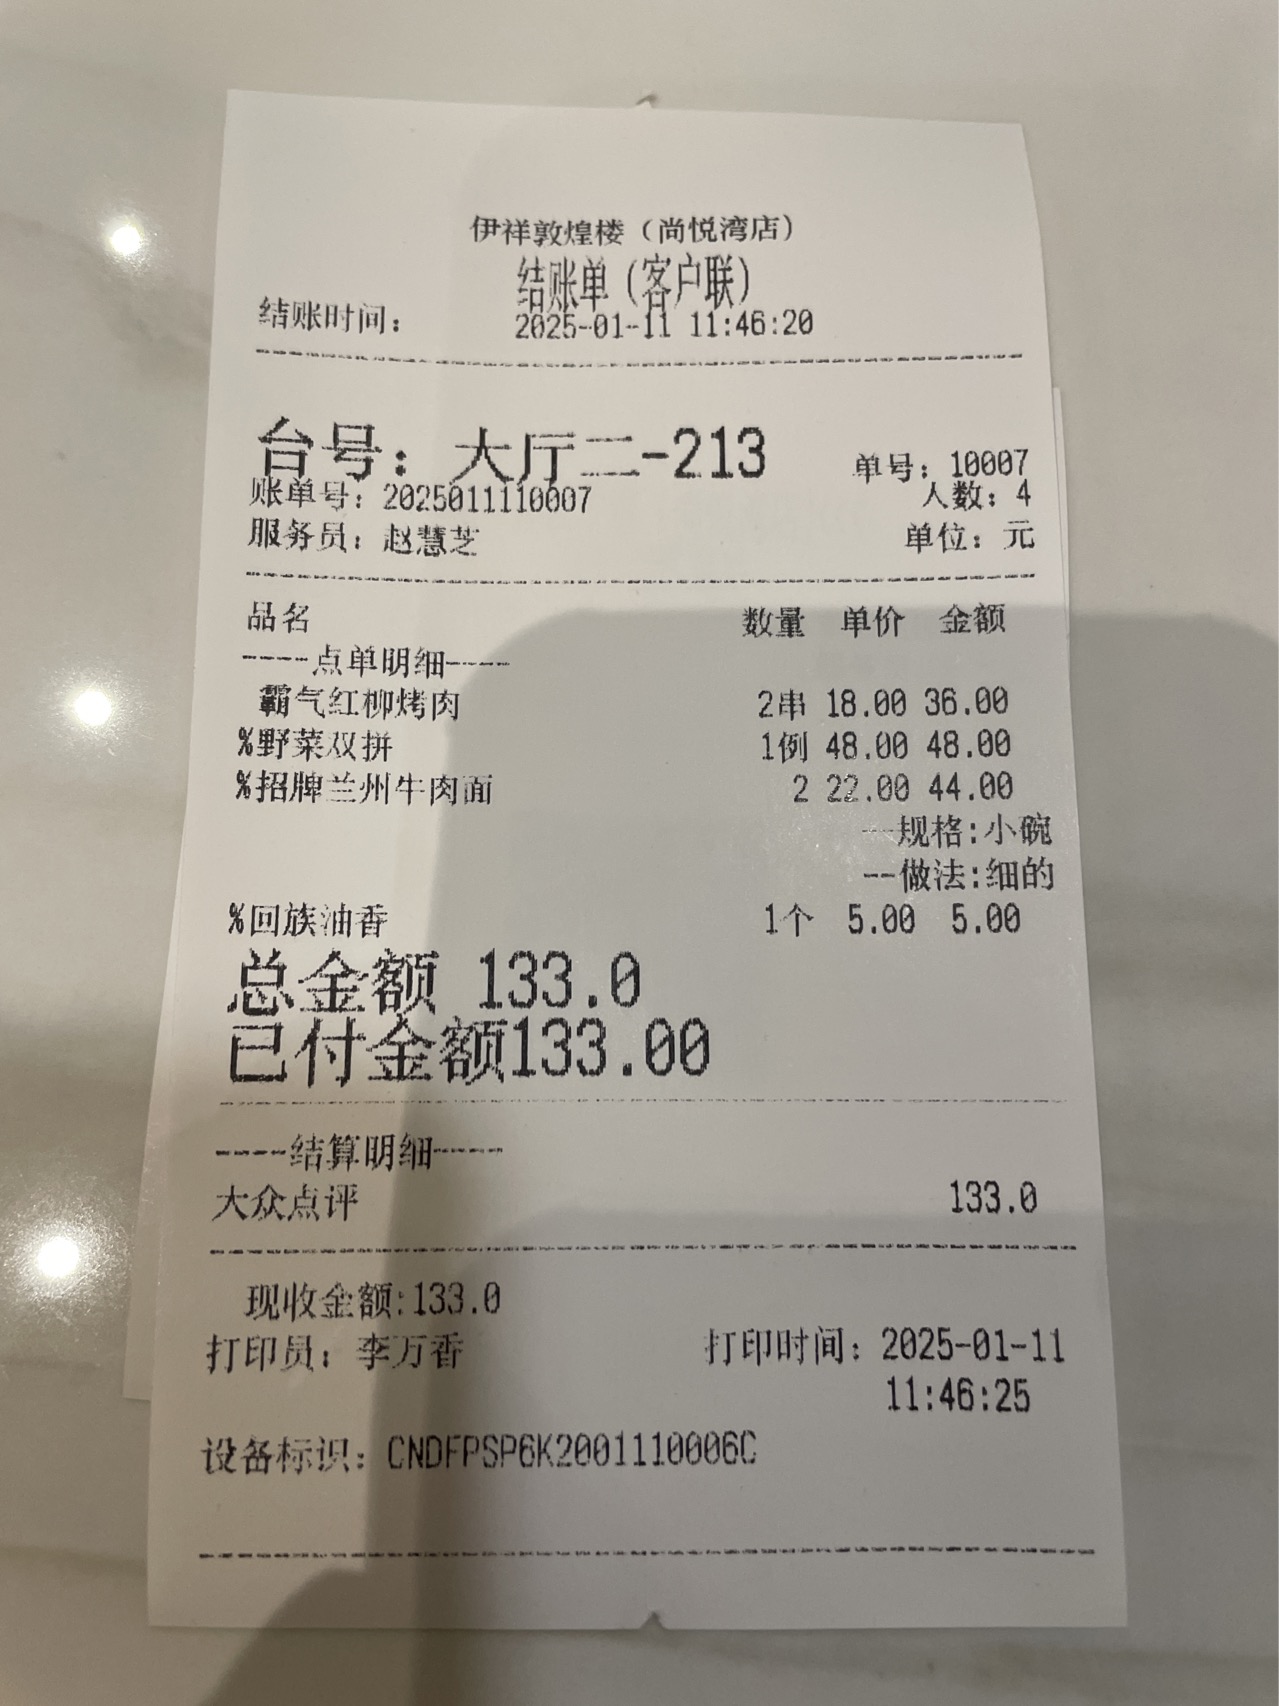 伊祥敦煌楼（尚悦湾店）
结账单（客户联）
结账时间： 2025-01-11 11:46:20
台号：大厅二-213 单号：10007
账单号：2025011110007 人数：4
服务员：赵慧芝 单位：元
品名 数量 单价 金额
----点单明细----
霸气红柳烤肉 2串 18.00 36.00
%野菜双拼 1例 48.00 48.00
%招牌兰州牛肉面 2 22.00 44.00
--规格:小碗
--做法:细的
%回族油香 1个 5.00 5.00
总金额 133.0
已付金额133.00
----结算明细----
大众点评 133.0
现收金额:133.0
打印员：李万香 打印时间：2025-01-11
11:46:25
设备标识：CNDFPSP6K2001110006C